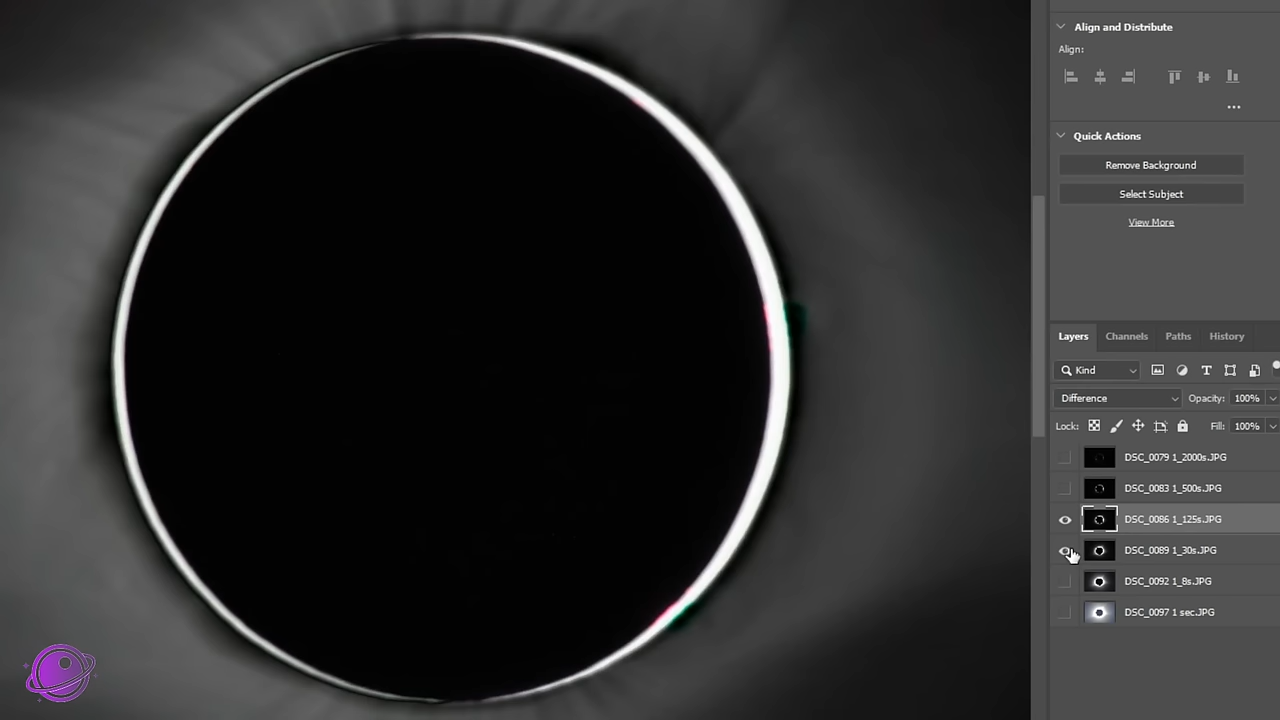 Align and Distribute
Align:
Quick Actions
Remove Background
Select Subject
View More
Layers Channels Paths History
Kind
Difference Opacity: 100%
Lock: Fill: 100%
DSC_0079 1_2000s.JPG
DSC_0083 1_500s.JPG
DSC_0086 1_125s.JPG
DSC_0089 1_30s.JPG
DSC_0092 1_8s.JPG
DSC_0097 1 sec.JPG